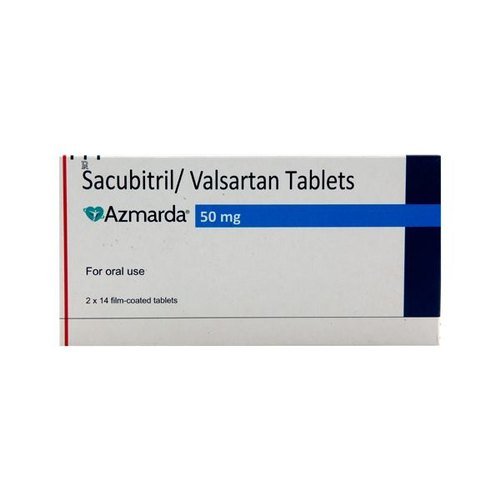 Sacubitril/ Valsartan Tablets
Azmarda® 50 mg
For oral use
2 x 14 film-coated tablets